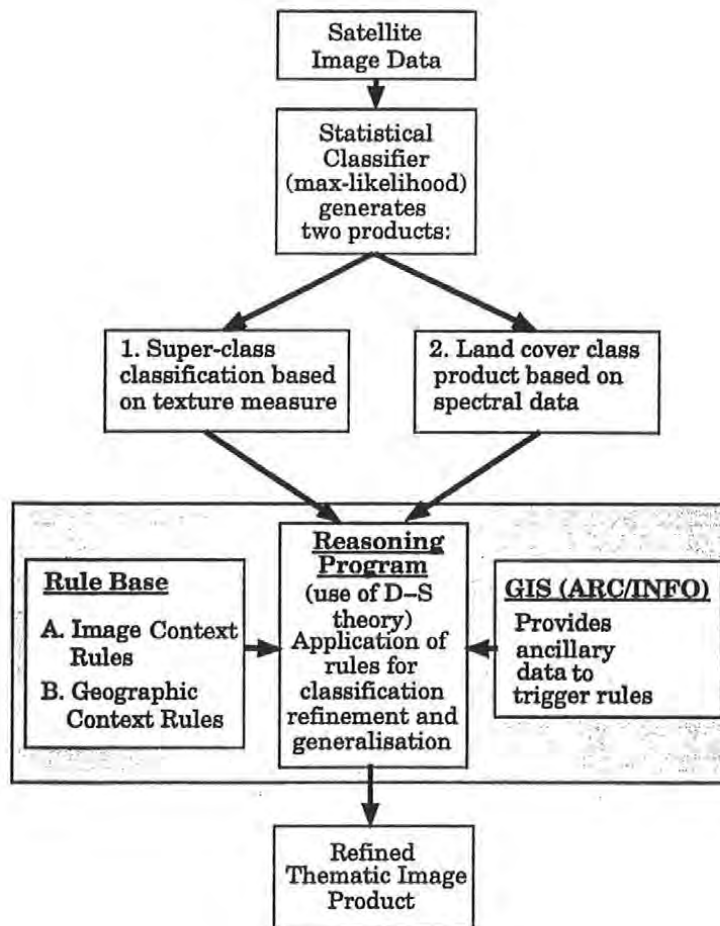 Satellite
Image Data
Statistical
Classifier
(max-likelihood)
generates
two products:
1. Super-class
classification based
on texture measure
2. Land cover class
product based on
spectral data
Rule Base
A. Image Context
Rules
B. Geographic
Context Rules
Reasoning
Program
(use of D–S
theory)
Application of
rules for
classification
refinement and
generalisation
GIS (ARC/INFO)
Provides
ancillary
data to
trigger rules
Refined
Thematic Image
Product